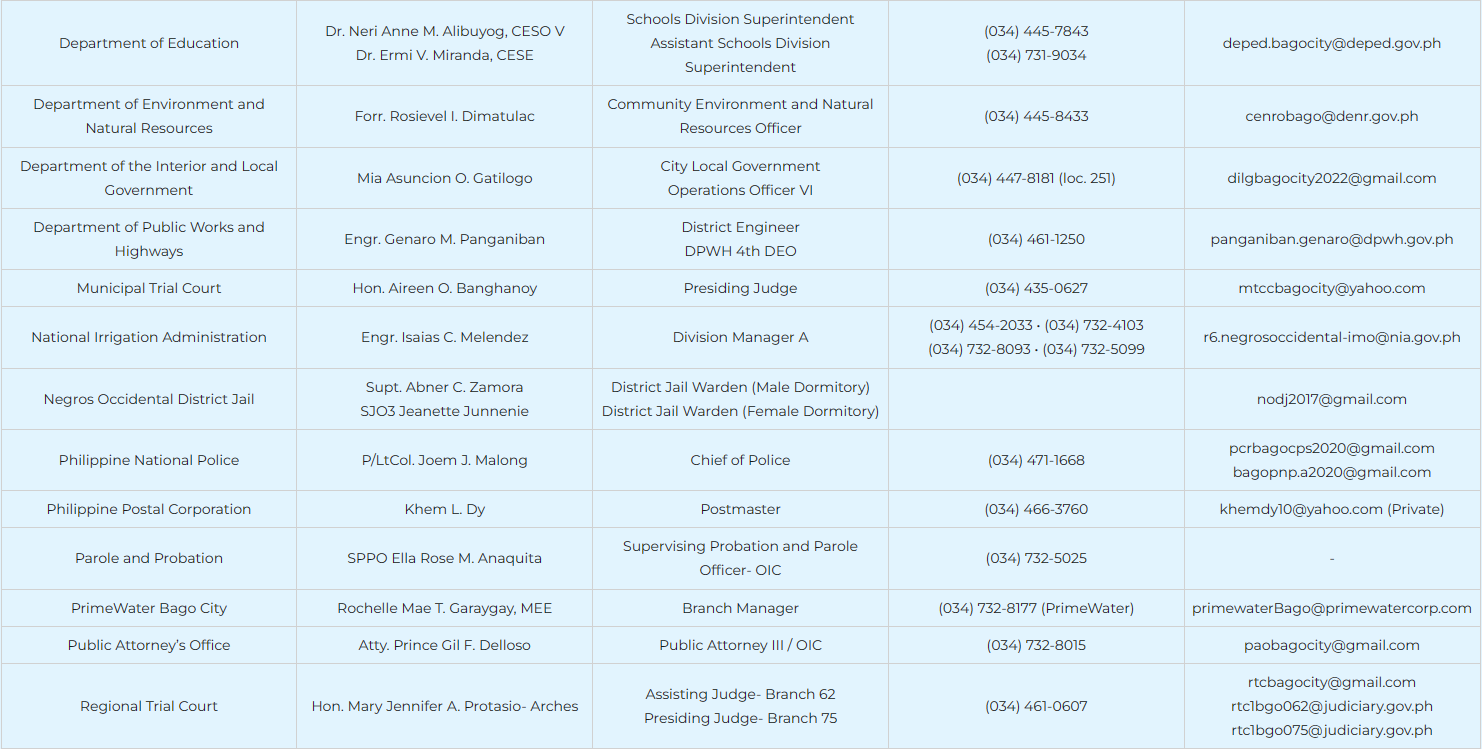 Department of Education
Dr. Neri Anne M. Alibuyog, CESO V
Dr. Ermi V. Miranda, CESE
Schools Division Superintendent
Assistant Schools Division
Superintendent
(034) 445-7843
(034) 731-9034
deped.bagocity@deped.gov.ph
Department of Environment and
Natural Resources
Forr. Rosievel I. Dimatulac
Community Environment and Natural
Resources Officer
(034) 445-8433
cenrobago@denr.gov.ph
Department of the Interior and Local
Government
Mia Asuncion O. Gatilogo
City Local Government
Operations Officer VI
(034) 447-8181 (loc. 251)
dilgbagocity2022@gmail.com
Department of Public Works and
Highways
Engr. Genaro M. Panganiban
District Engineer
DPWH 4th DEO
(034) 461-1250
panganiban.genaro@dpwh.gov.ph
Municipal Trial Court
Hon. Aireen O. Banghanoy
Presiding Judge
(034) 435-0627
mtccbagocity@yahoo.com
National Irrigation Administration
Engr. Isaias C. Melendez
Division Manager A
(034) 454-2033 • (034) 732-4103
(034) 732-8093 • (034) 732-5099
r6.negrosoccidental-imo@nia.gov.ph
Negros Occidental District Jail
Supt. Abner C. Zamora
SJO3 Jeanette Junnenie
District Jail Warden (Male Dormitory)
District Jail Warden (Female Dormitory)
nodj2017@gmail.com
Philippine National Police
P/LtCol. Joem J. Malong
Chief of Police
(034) 471-1668
pcrbagocps2020@gmail.com
bagopnp.a2020@gmail.com
Philippine Postal Corporation
Khem L. Dy
Postmaster
(034) 466-3760
khemdy10@yahoo.com (Private)
Parole and Probation
SPPO Ella Rose M. Anaquita
Supervising Probation and Parole
Officer- OIC
(034) 732-5025
-
PrimeWater Bago City
Rochelle Mae T. Garaygay, MEE
Branch Manager
(034) 732-8177 (PrimeWater)
primewaterBago@primewatercorp.com
Public Attorney’s Office
Atty. Prince Gil F. Delloso
Public Attorney III / OIC
(034) 732-8015
paobagocity@gmail.com
Regional Trial Court
Hon. Mary Jennifer A. Protasio- Arches
Assisting Judge- Branch 62
Presiding Judge- Branch 75
(034) 461-0607
rtcbagocity@gmail.com
rtc1bgo062@judiciary.gov.ph
rtc1bgo075@judiciary.gov.ph